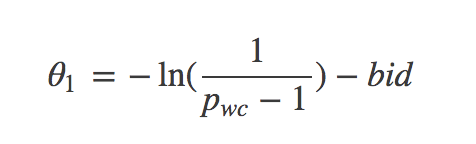 θ₁ = − ln(1 / (p_wc − 1)) − bid